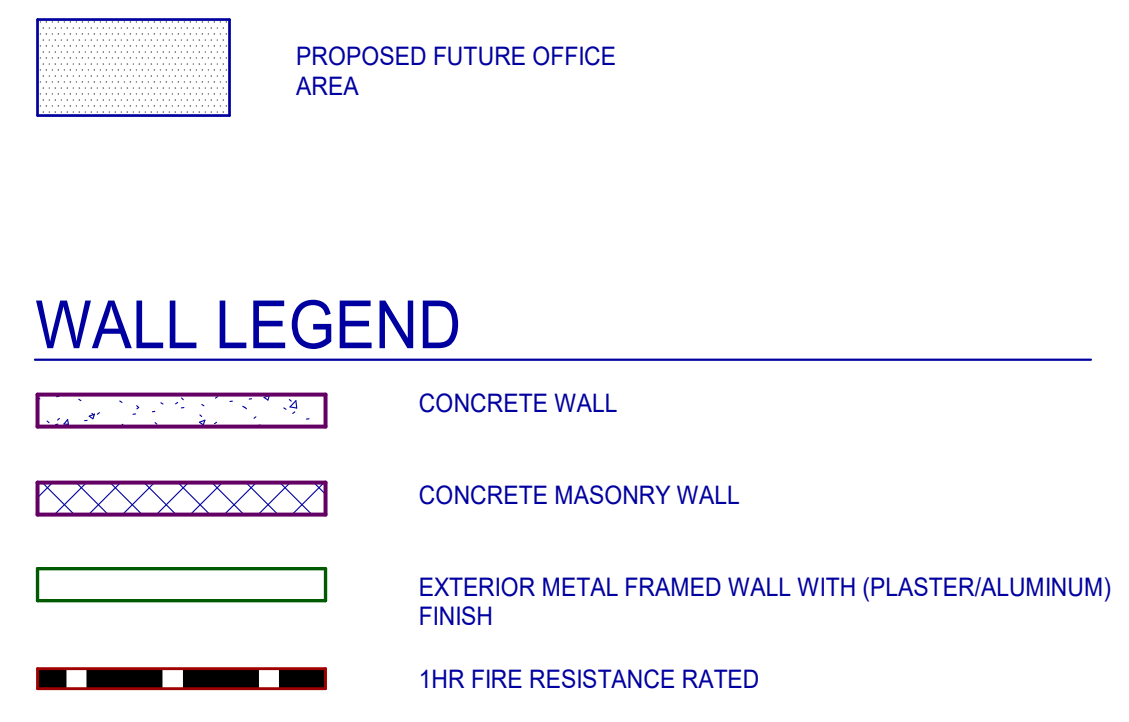 PROPOSED FUTURE OFFICE
AREA
WALL LEGEND
CONCRETE WALL
CONCRETE MASONRY WALL
EXTERIOR METAL FRAMED WALL WITH (PLASTER/ALUMINUM)
FINISH
1HR FIRE RESISTANCE RATED